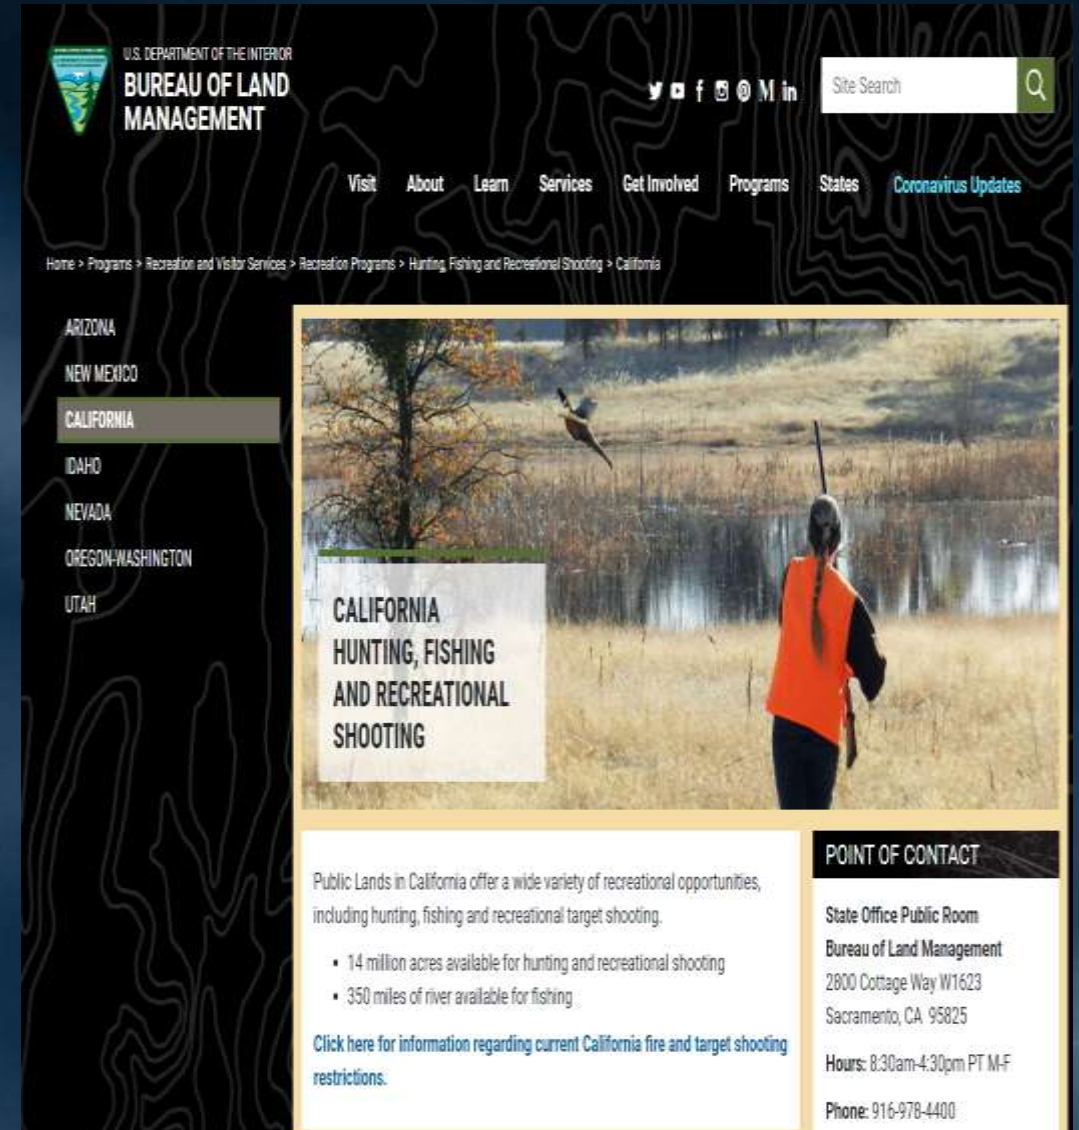 U.S. DEPARTMENT OF THE INTERIOR
BUREAU OF LAND
MANAGEMENT
Site Search
Visit About Learn Services Get Involved Programs States Coronavirus Updates
Home > Programs > Recreation and Visitor Services > Recreation Programs > Hunting, Fishing and Recreational Shooting > California
ARIZONA
NEW MEXICO
CALIFORNIA
IDAHO
NEVADA
OREGON-WASHINGTON
UTAH
CALIFORNIA
HUNTING, FISHING
AND RECREATIONAL
SHOOTING
Public Lands in California offer a wide variety of recreational opportunities,
including hunting, fishing and recreational target shooting.
▪ 14 million acres available for hunting and recreational shooting
▪ 350 miles of river available for fishing
Click here for information regarding current California fire and target shooting
restrictions.
POINT OF CONTACT
State Office Public Room
Bureau of Land Management
2800 Cottage Way W1623
Sacramento, CA 95825
Hours: 8:30am-4:30pm PT M-F
Phone: 916-978-4400